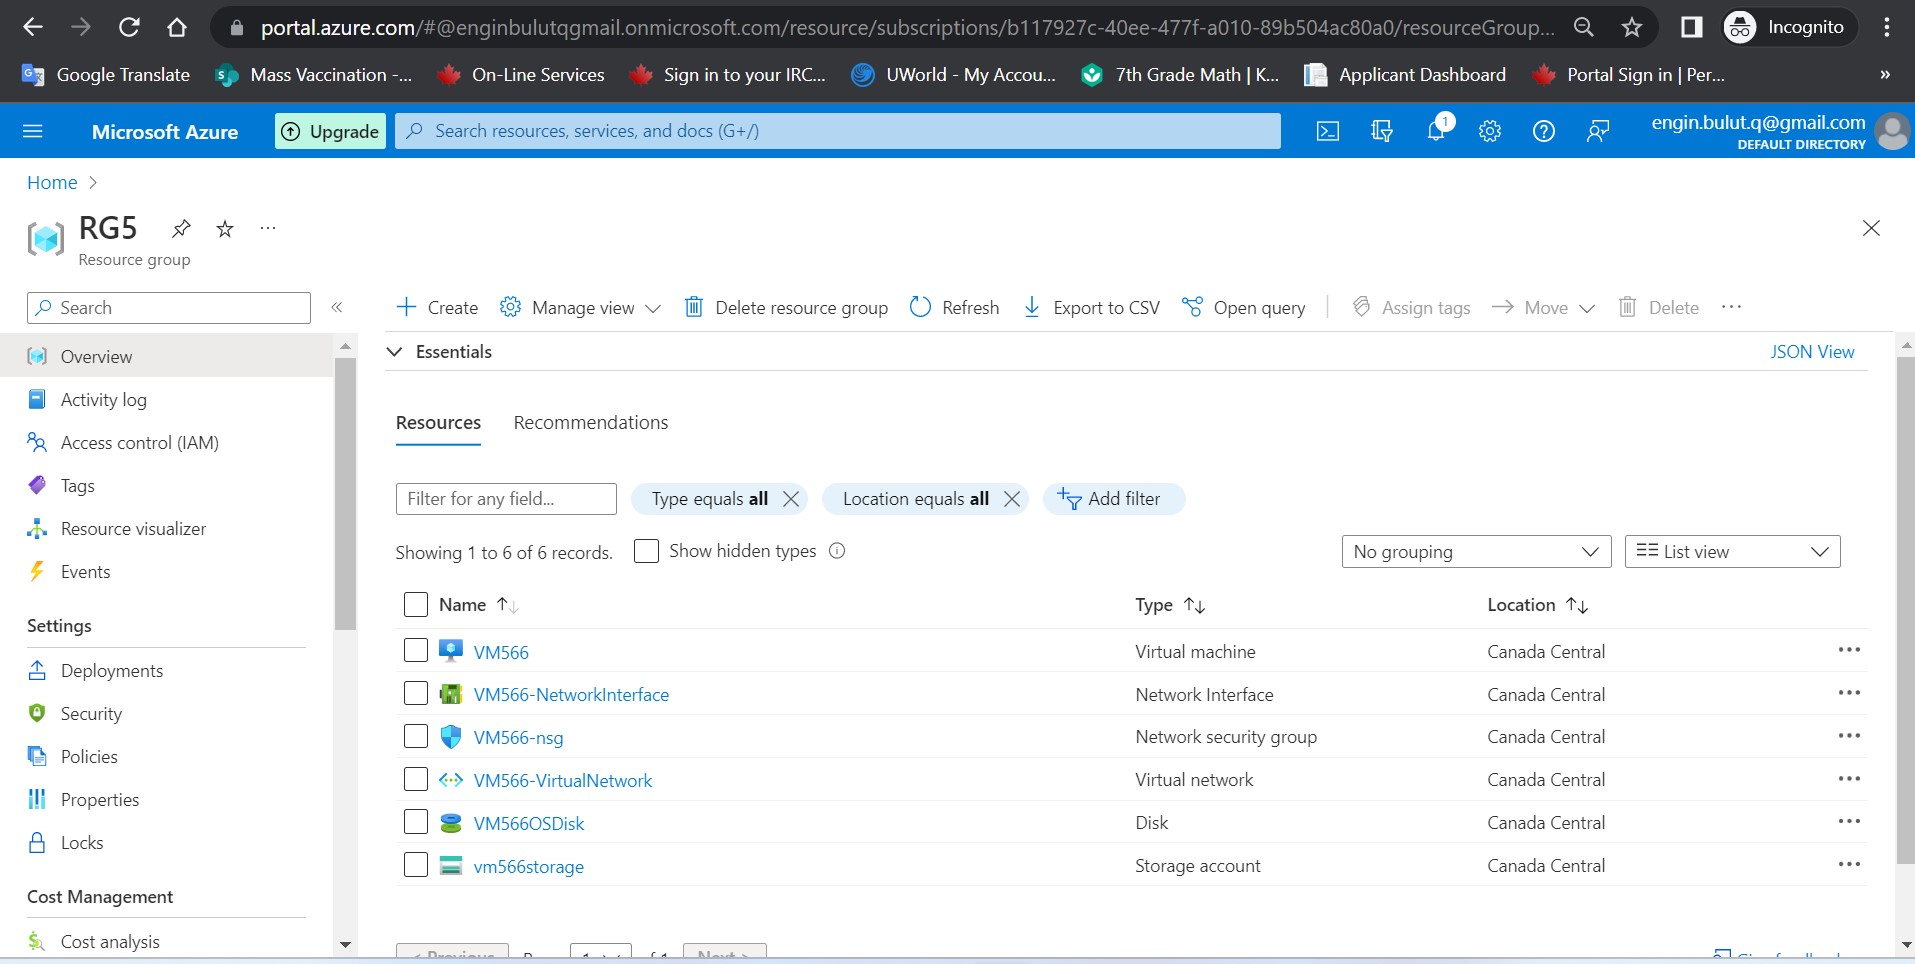 portal.azure.com/#@enginbulutqgmail.onmicrosoft.com/resource/subscriptions/b117927c-40ee-477f-a010-89b504ac80a0/resourceGroup... Incognito
Google Translate Mass Vaccination -... On-Line Services Sign in to your IRC... UWorld - My Accou... 7th Grade Math | K... Applicant Dashboard Portal Sign in | Per... »
Microsoft Azure Upgrade Search resources, services, and docs (G+/) 1 engin.bulut.q@gmail.com
DEFAULT DIRECTORY
Home >
RG5 ...
Resource group
Search «
Create Manage view Delete resource group Refresh Export to CSV Open query Assign tags Move Delete ...
Overview
Activity log
Access control (IAM)
Tags
Resource visualizer
Events
Settings
Deployments
Security
Policies
Properties
Locks
Cost Management
Cost analysis
Essentials JSON View
Resources Recommendations
Filter for any field... Type equals all Location equals all Add filter
Showing 1 to 6 of 6 records. Show hidden types No grouping List view
Name Type Location
VM566 Virtual machine Canada Central ...
VM566-NetworkInterface Network Interface Canada Central ...
VM566-nsg Network security group Canada Central ...
VM566-VirtualNetwork Virtual network Canada Central ...
VM566OSDisk Disk Canada Central ...
vm566storage Storage account Canada Central ...
< Previous 1 of 1 Next >